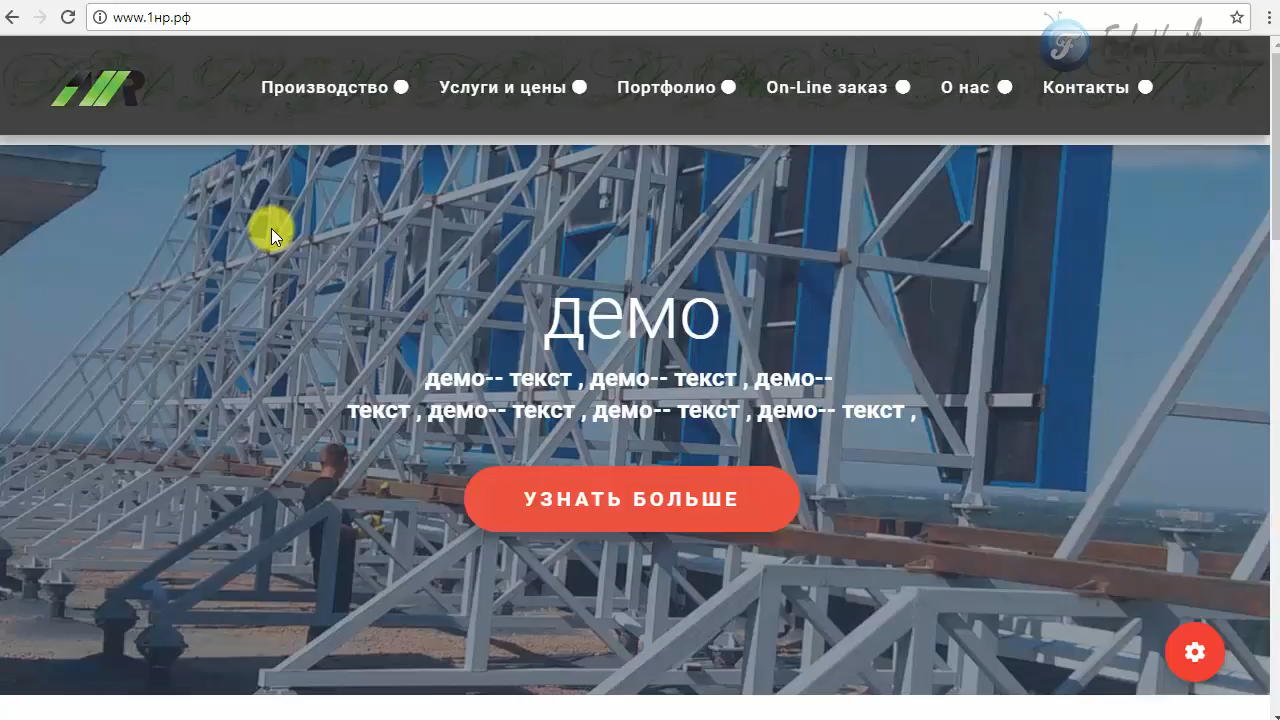 www.1нр.рф
Производство Услуги и цены Портфолио On-Line заказ О нас Контакты
демо
демо-- текст , демо-- текст , демо--
текст , демо-- текст , демо-- текст , демо-- текст ,
УЗНАТЬ БОЛЬШЕ